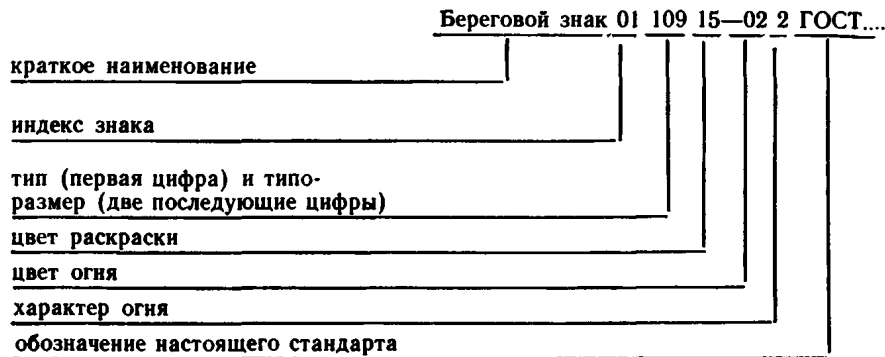 Береговой знак 01 109 15—02 2 ГОСТ....
краткое наименование
индекс знака
тип (первая цифра) и типо-
размер (две последующие цифры)
цвет раскраски
цвет огня
характер огня
обозначение настоящего стандарта